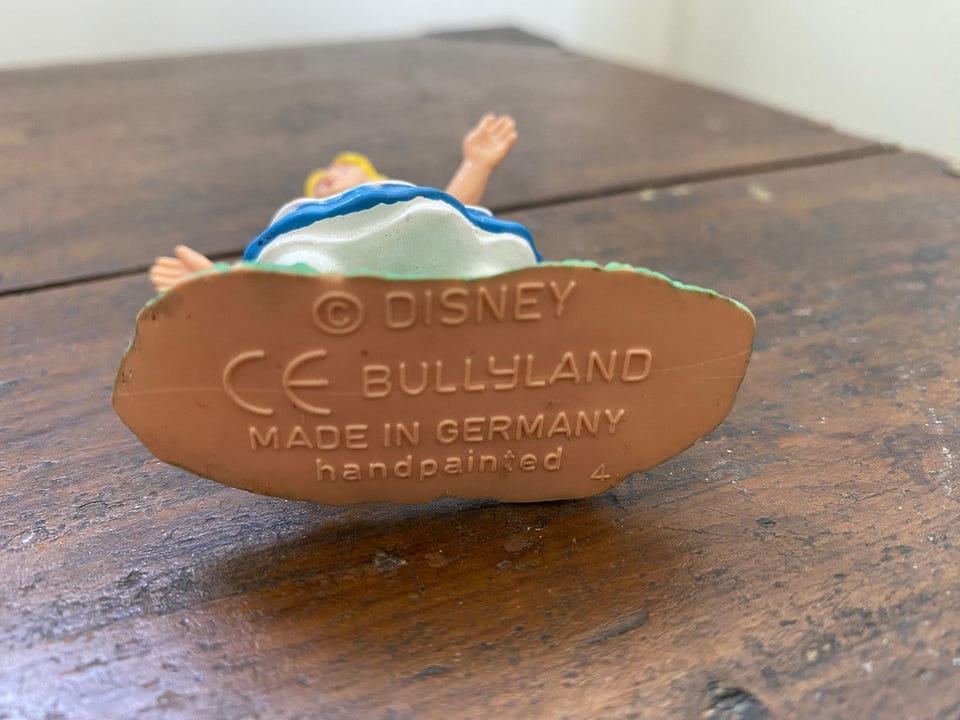 © DISNEY
CE BULLYLAND
MADE IN GERMANY
handpainted 4